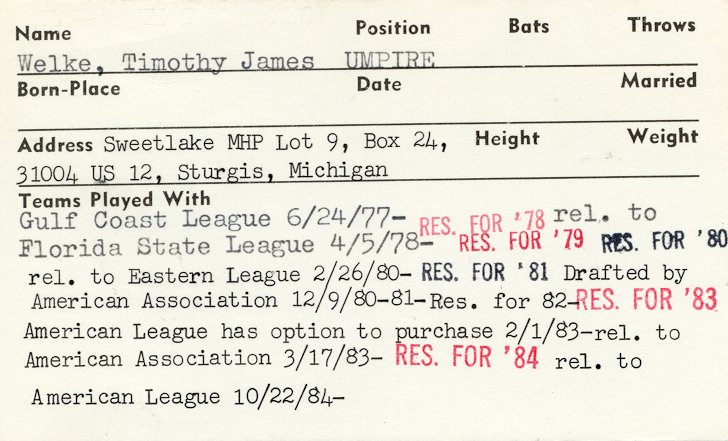 Name Position Bats Throws
Welke, Timothy James UMPIRE
Born-Place Date Married
Address Sweetlake MHP Lot 9, Box 24, Height Weight
31004 US 12, Sturgis, Michigan
Teams Played With
Gulf Coast League 6/24/77- RES. FOR '78 rel. to
Florida State League 4/5/78- RES. FOR '79 RES. FOR '80
rel. to Eastern League 2/26/80- RES. FOR '81 Drafted by
American Association 12/9/80-81-Res. for 82-RES. FOR '83
American League has option to purchase 2/1/83-rel. to
American Association 3/17/83- RES. FOR '84 rel. to
American League 10/22/84-